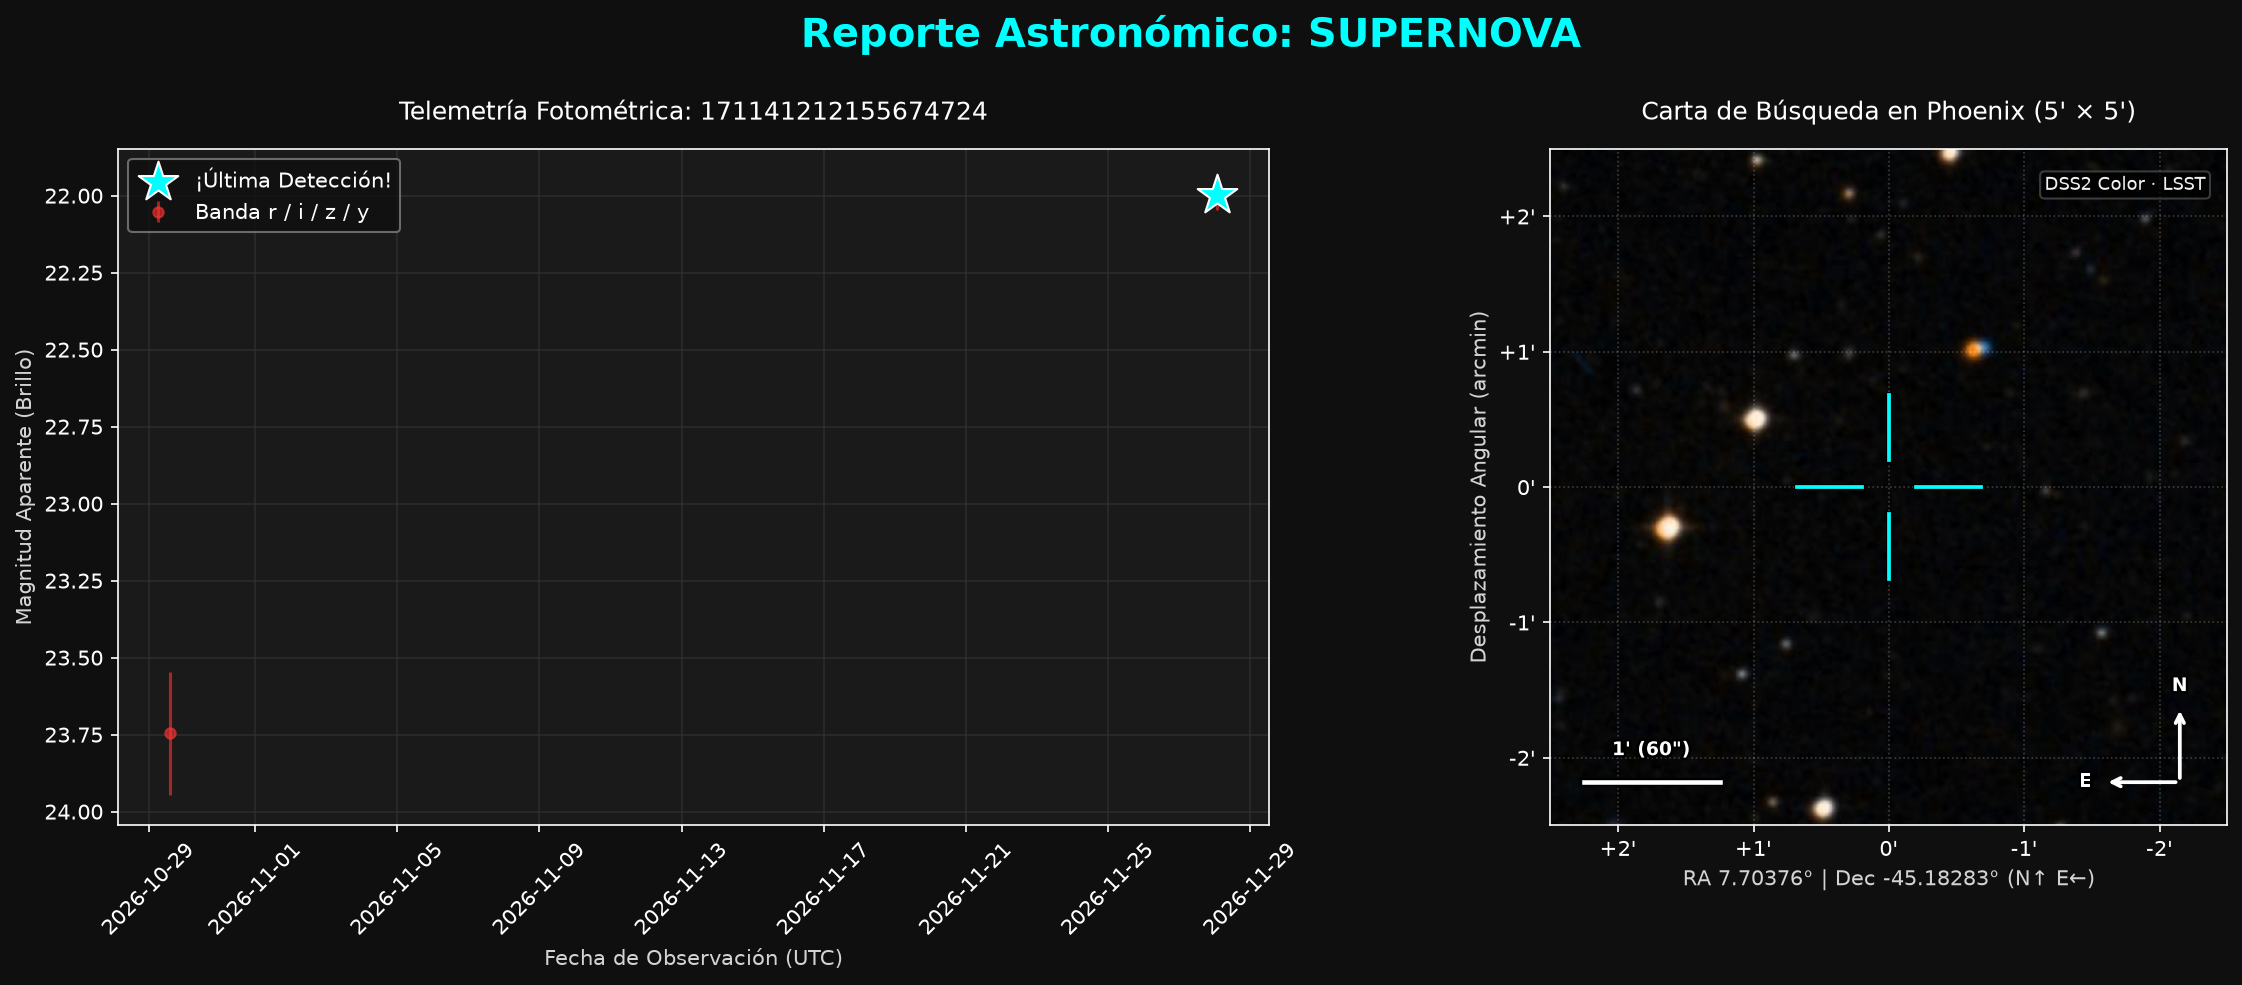 Reporte Astronómico: SUPERNOVA
Telemetría Fotométrica: 171141212155674724
¡Última Detección!
Banda r / i / z / y
Magnitud Aparente (Brillo)
22.00
22.25
22.50
22.75
23.00
23.25
23.50
23.75
24.00
2026-10-29
2026-11-01
2026-11-05
2026-11-09
2026-11-13
2026-11-17
2026-11-21
2026-11-25
2026-11-29
Fecha de Observación (UTC)
Carta de Búsqueda en Phoenix (5' × 5')
DSS2 Color · LSST
Desplazamiento Angular (arcmin)
+2'
+1'
0'
-1'
-2'
N
E
1' (60")
+2'
+1'
0'
-1'
-2'
RA 7.70376° | Dec -45.18283° (N↑ E←)